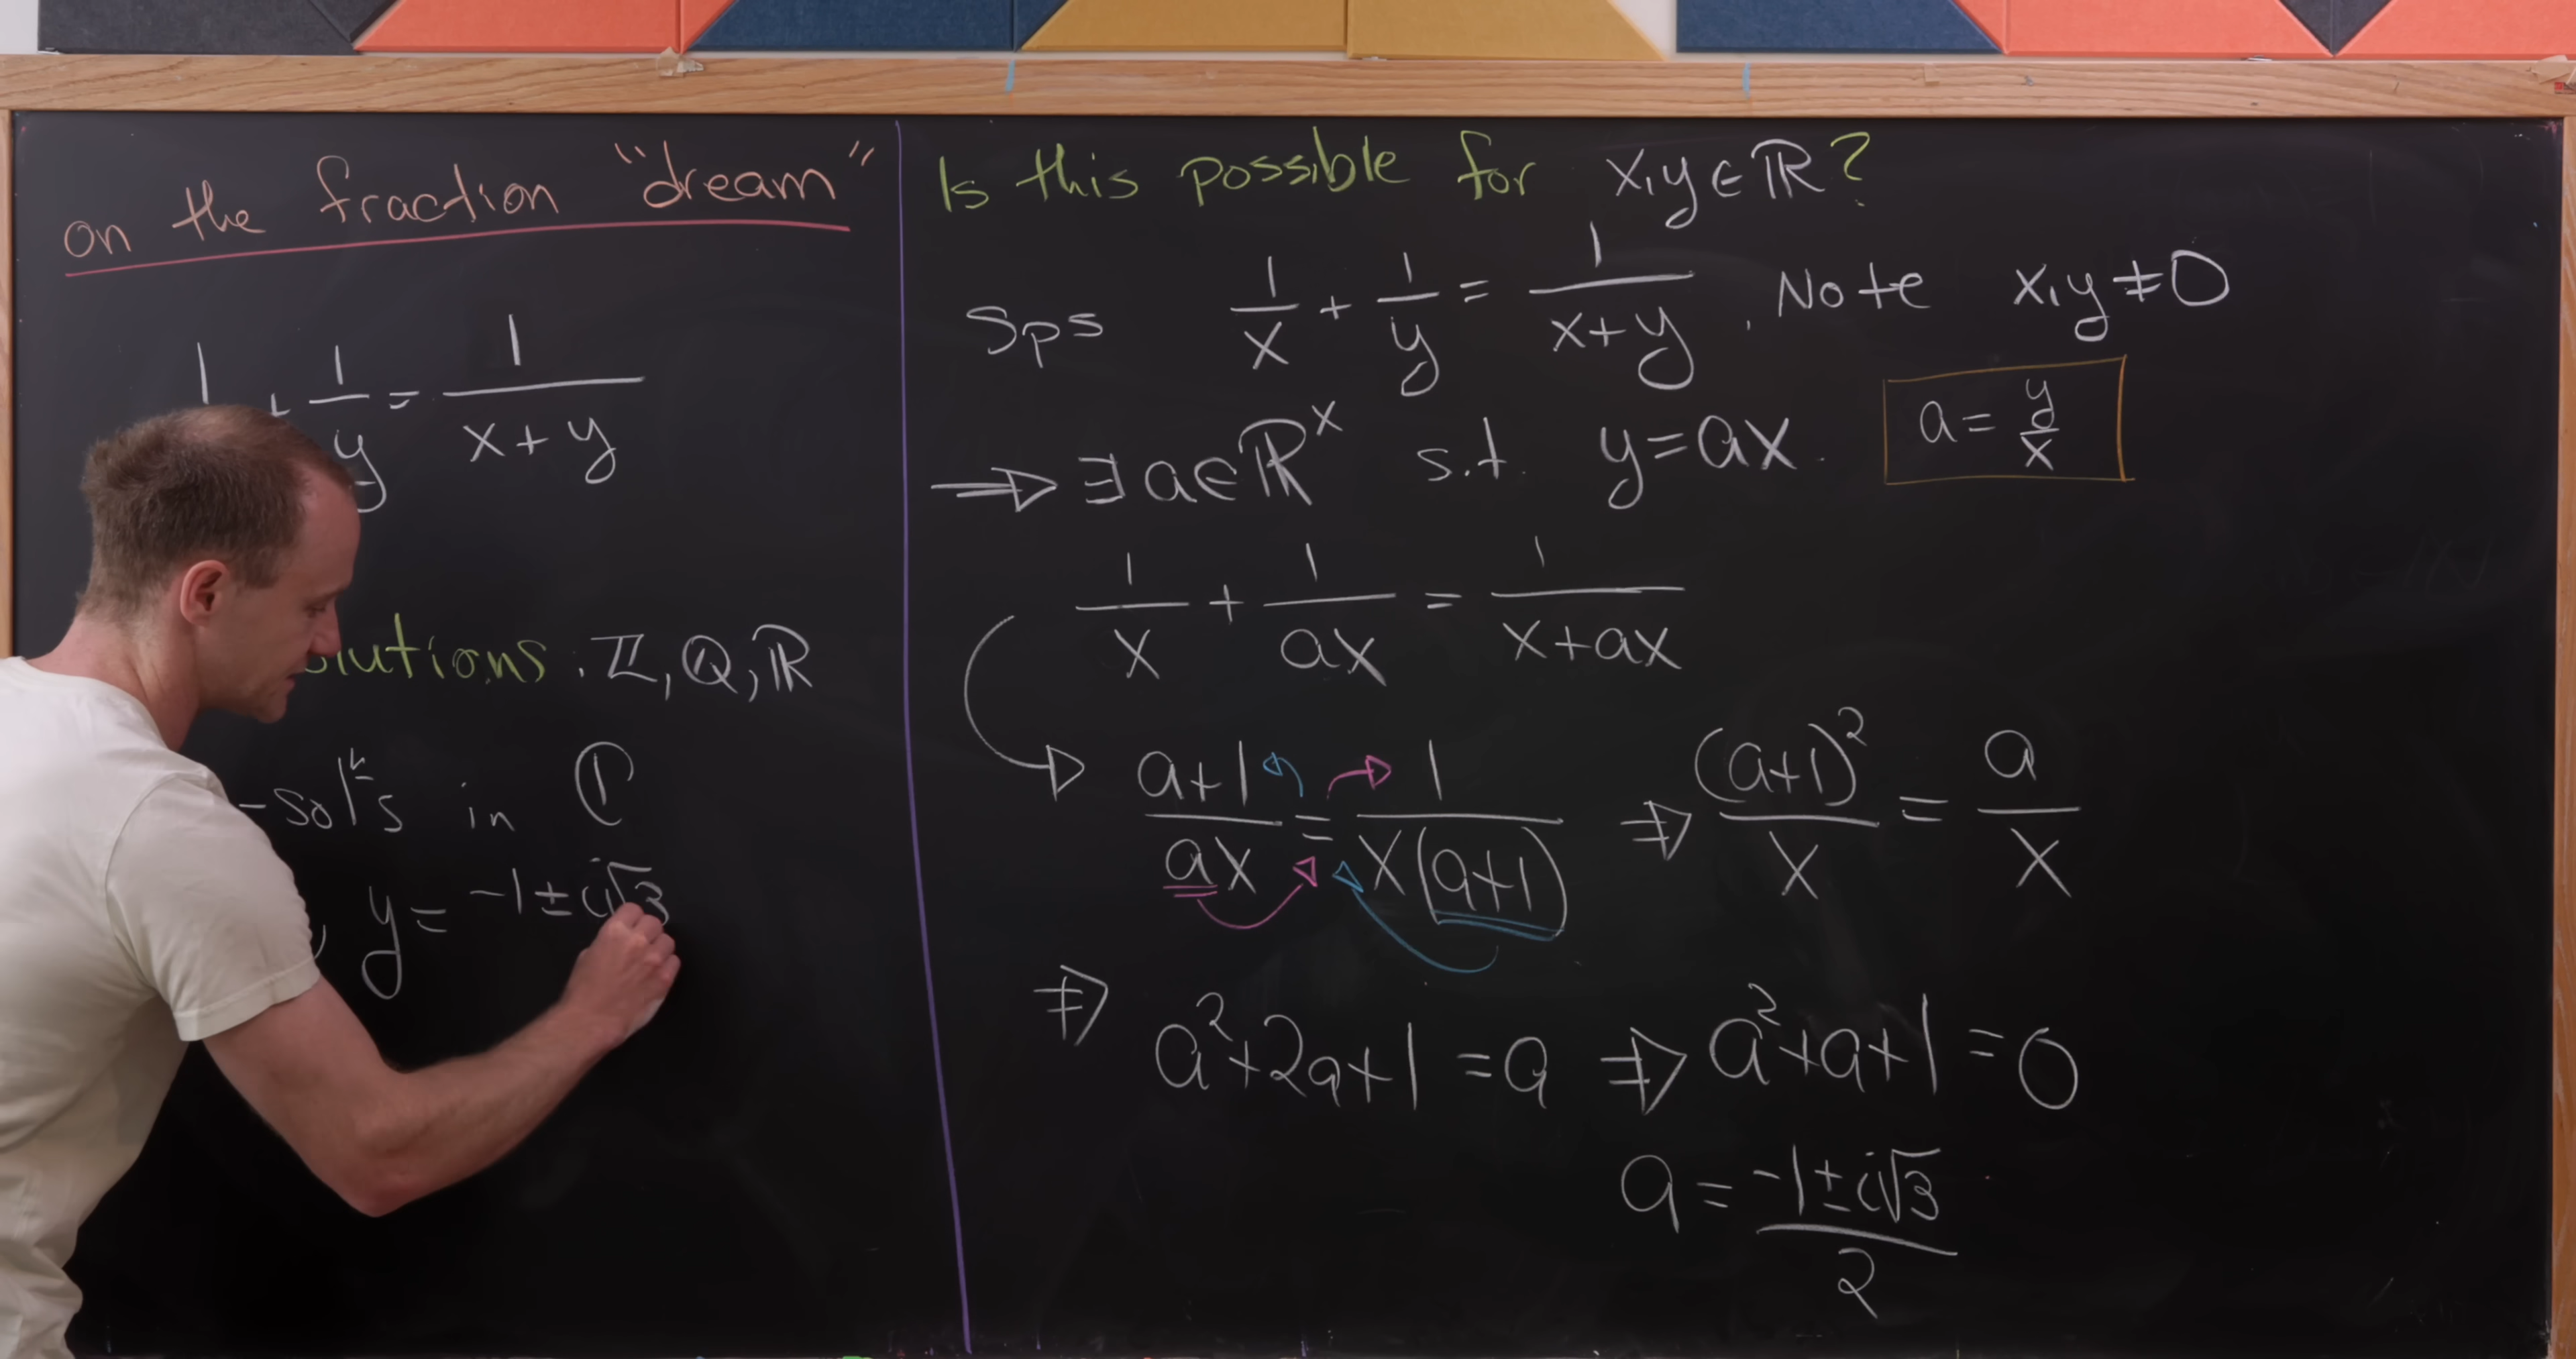 on the fraction "dream"
1 + 1/y = 1/(x+y)
solutions : ℤ, ℚ, ℝ
-sol^n s in ℂ
, y = -1 ± i√3
Is this possible for x,y ∈ ℝ ?
Sps 1/x + 1/y = 1/(x+y) . Note x,y ≠ 0
⇒ ∃ a ∈ ℝ^× s.t. y = ax . a = y/x
1/x + 1/(ax) = 1/(x+ax)
(a+1)/(ax) = 1/(x(a+1)) ⇒ (a+1)²/x = a/x
⇒ a²+2a+1 = a ⇒ a²+a+1 = 0
a = (-1 ± i√3)/2